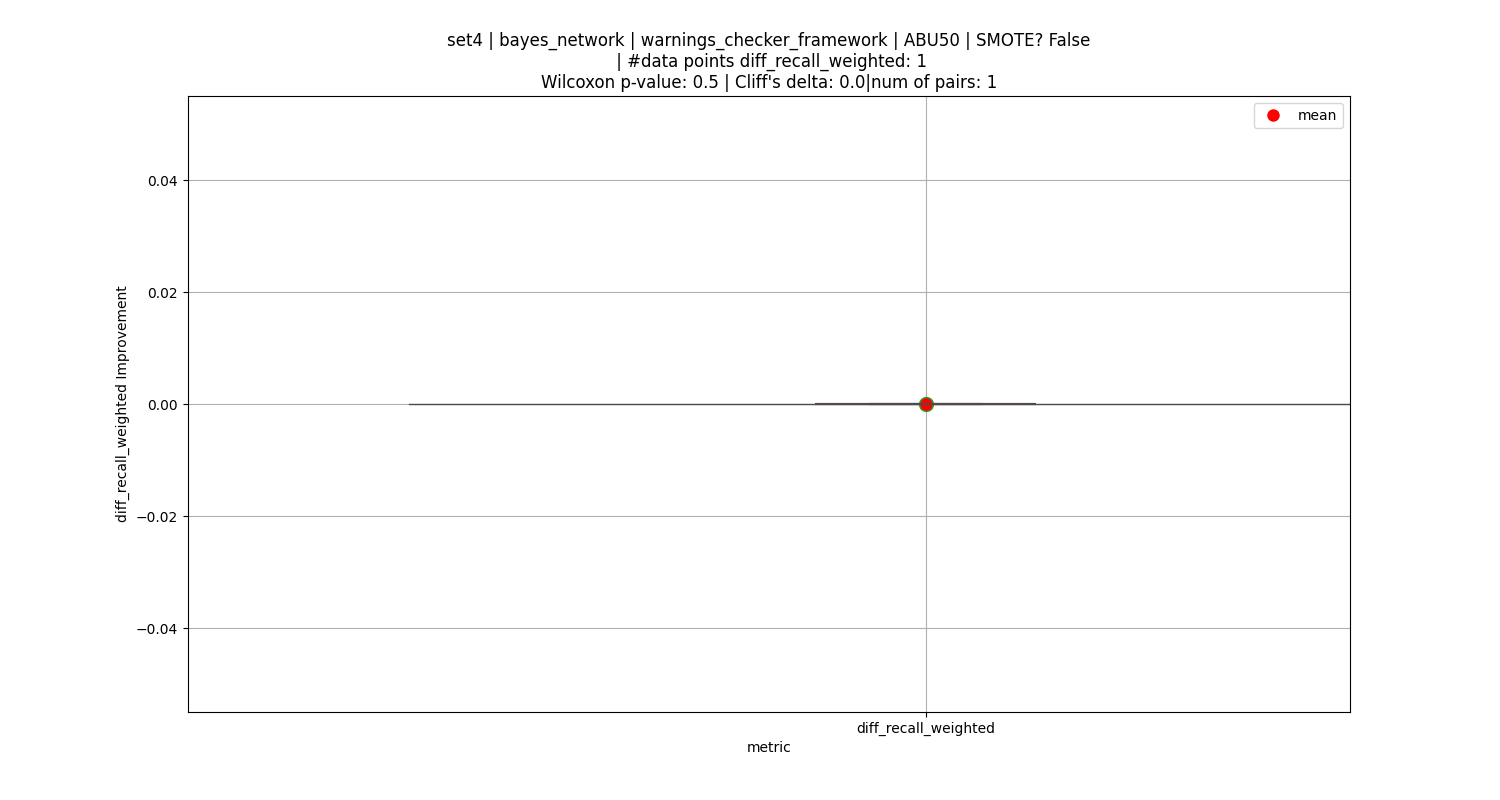 set4 | bayes_network | warnings_checker_framework | ABU50 | SMOTE? False
| #data points diff_recall_weighted: 1
Wilcoxon p-value: 0.5 | Cliff's delta: 0.0|num of pairs: 1
mean
0.04
0.02
0.00
−0.02
−0.04
diff_recall_weighted Improvement
diff_recall_weighted
metric